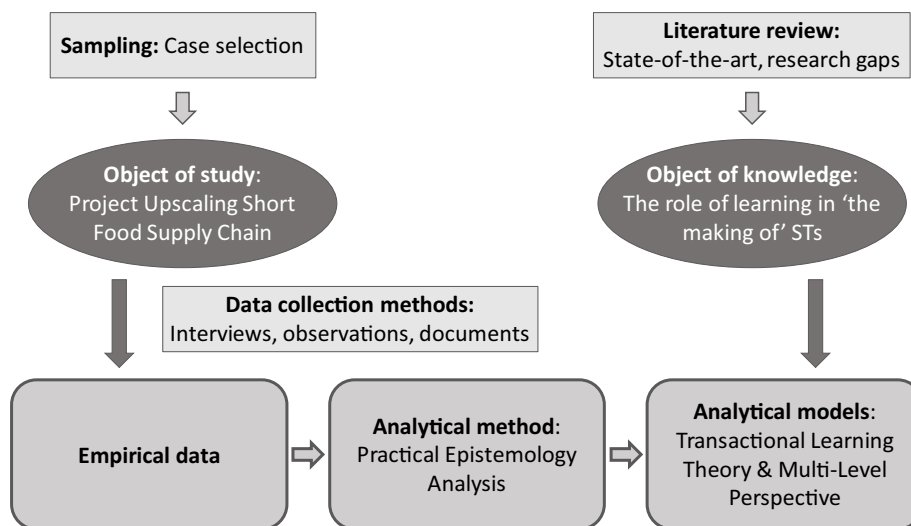 Sampling: Case selection
Literature review:
State-of-the-art, research gaps
Object of study:
Project Upscaling Short
Food Supply Chain
Object of knowledge:
The role of learning in ‘the
making of’ STs
Data collection methods:
Interviews, observations, documents
Empirical data
Analytical method:
Practical Epistemology
Analysis
Analytical models:
Transactional Learning
Theory & Multi-Level
Perspective